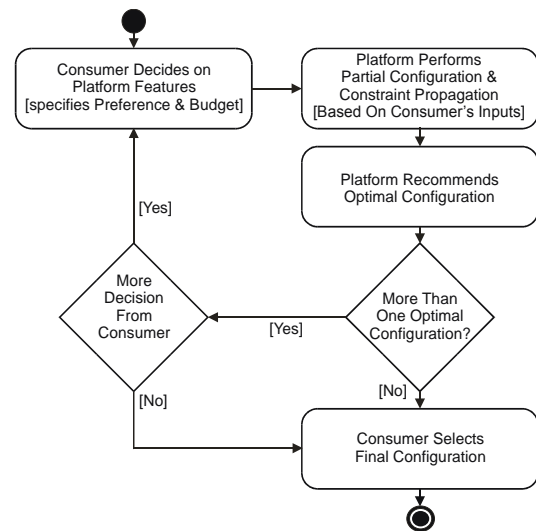 Consumer Decides on
Platform Features
[specifies Preference & Budget]
Platform Performs
Partial Configuration &
Constraint Propagation
[Based On Consumer's Inputs]
Platform Recommends
Optimal Configuration
[Yes]
More
Decision
From
Consumer
More Than
One Optimal
Configuration?
[Yes]
[No]
[No]
Consumer Selects
Final Configuration